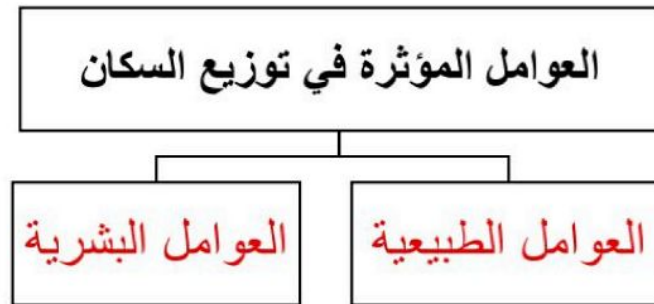 العوامل المؤثرة في توزيع السكان
العوامل الطبيعية
العوامل البشرية